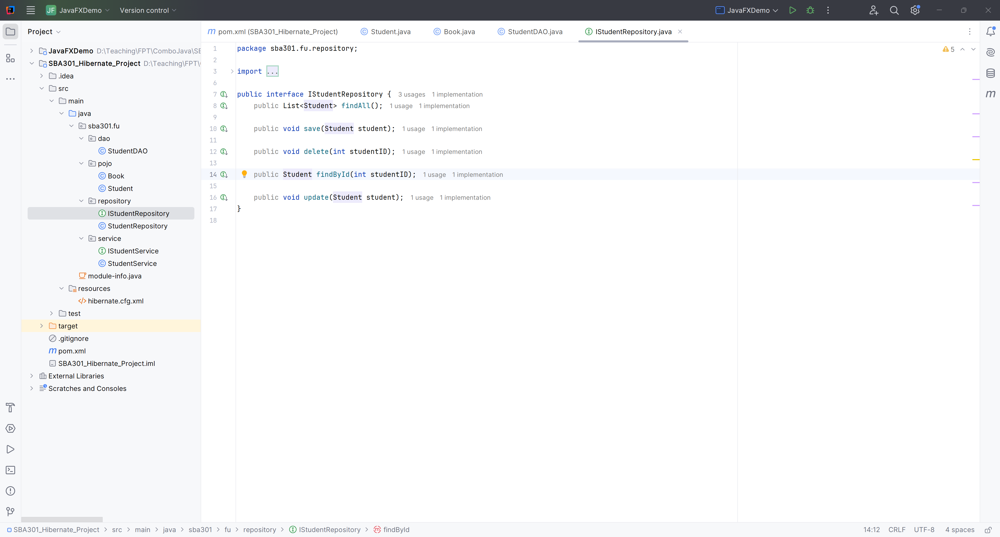 JF JavaFXDemo Version control JavaFXDemo
Project
pom.xml (SBA301_Hibernate_Project) Student.java Book.java StudentDAO.java IStudentRepository.java
JavaFXDemo D:\Teaching\FPT\ComboJava\SE
SBA301_Hibernate_Project D:\Teaching\FPT\
.idea
src
main
java
sba301.fu
dao
StudentDAO
pojo
Book
Student
repository
IStudentRepository
StudentRepository
service
IStudentService
StudentService
module-info.java
resources
hibernate.cfg.xml
test
target
.gitignore
pom.xml
SBA301_Hibernate_Project.iml
External Libraries
Scratches and Consoles
5
1 package sba301.fu.repository;
2
3 import ...
6
7 public interface IStudentRepository { 3 usages 1 implementation
8 public List<Student> findAll(); 1 usage 1 implementation
9
10 public void save(Student student); 1 usage 1 implementation
11
12 public void delete(int studentID); 1 usage 1 implementation
13
14 public Student findById(int studentID); 1 usage 1 implementation
15
16 public void update(Student student); 1 usage 1 implementation
17 }
18
SBA301_Hibernate_Project > src > main > java > sba301 > fu > repository > IStudentRepository > findById 14:12 CRLF UTF-8 4 spaces